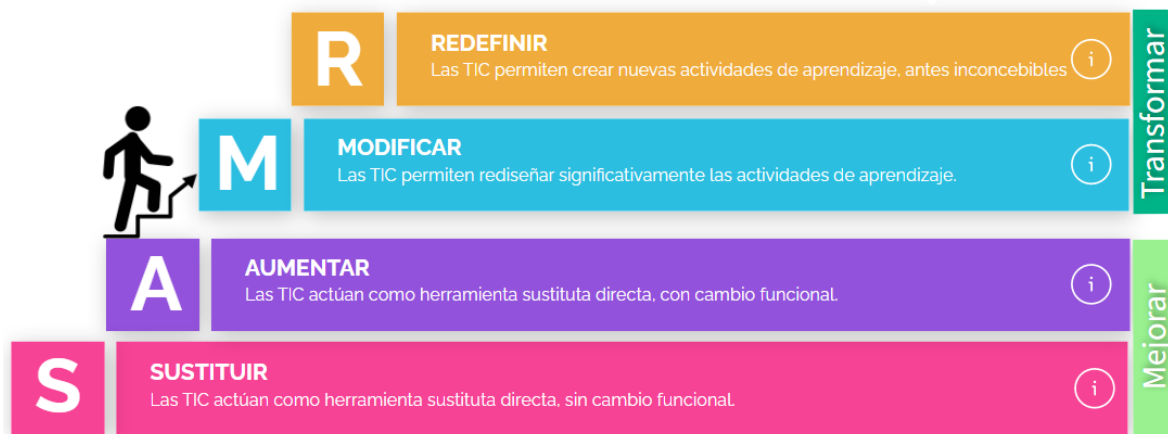 R
REDEFINIR
Las TIC permiten crear nuevas actividades de aprendizaje, antes inconcebibles
i
M
MODIFICAR
Las TIC permiten rediseñar significativamente las actividades de aprendizaje.
i
Transformar
A
AUMENTAR
Las TIC actúan como herramienta sustituta directa, con cambio funcional.
i
S
SUSTITUIR
Las TIC actúan como herramienta sustituta directa, sin cambio funcional.
i
Mejorar